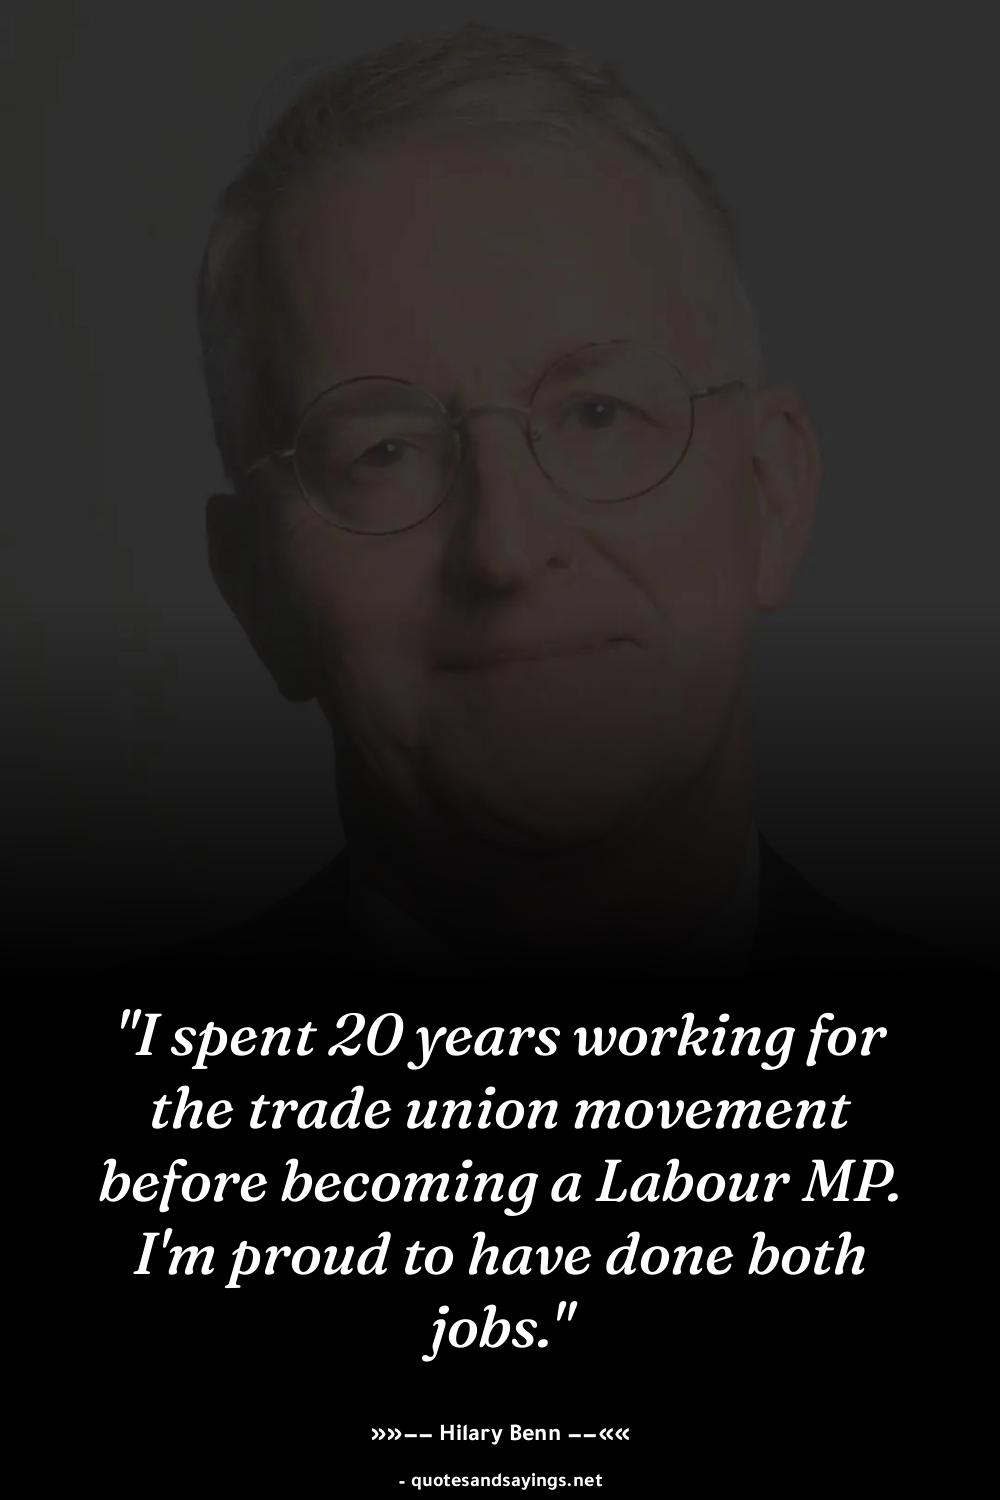 "I spent 20 years working for
the trade union movement
before becoming a Labour MP.
I'm proud to have done both
jobs."
»»–– Hilary Benn ––««
- quotesandsayings.net